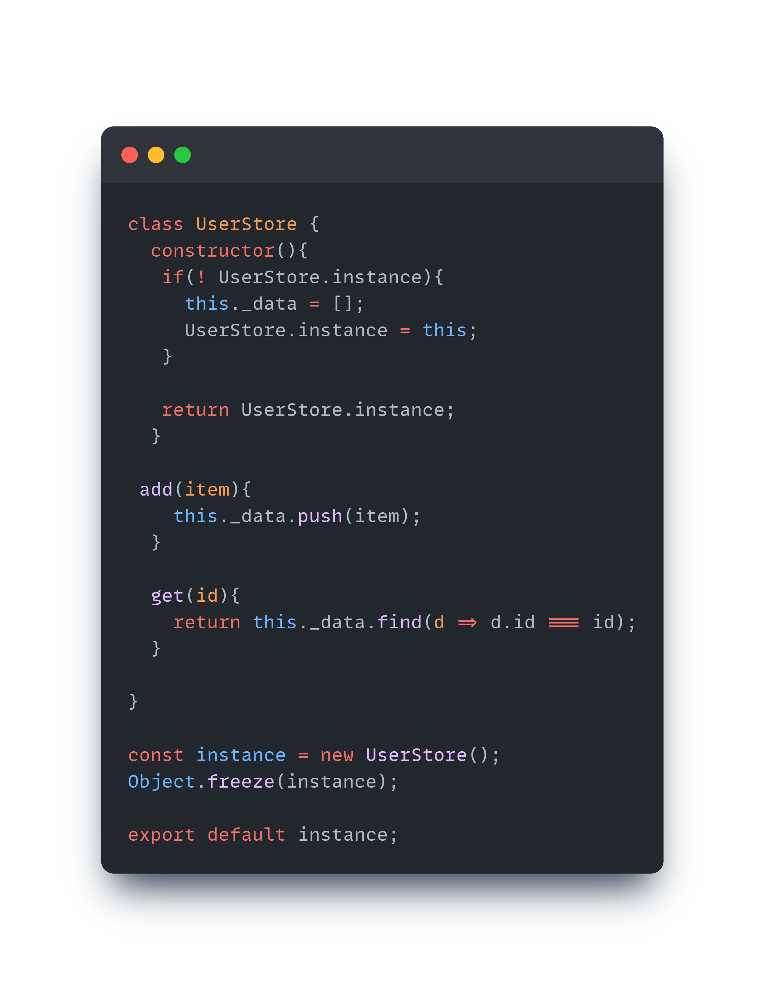 class UserStore {
  constructor(){
   if(! UserStore.instance){
     this._data = [];
     UserStore.instance = this;
   }

   return UserStore.instance;
  }

 add(item){
    this._data.push(item);
  }

  get(id){
    return this._data.find(d => d.id === id);
  }

}

const instance = new UserStore();
Object.freeze(instance);

export default instance;